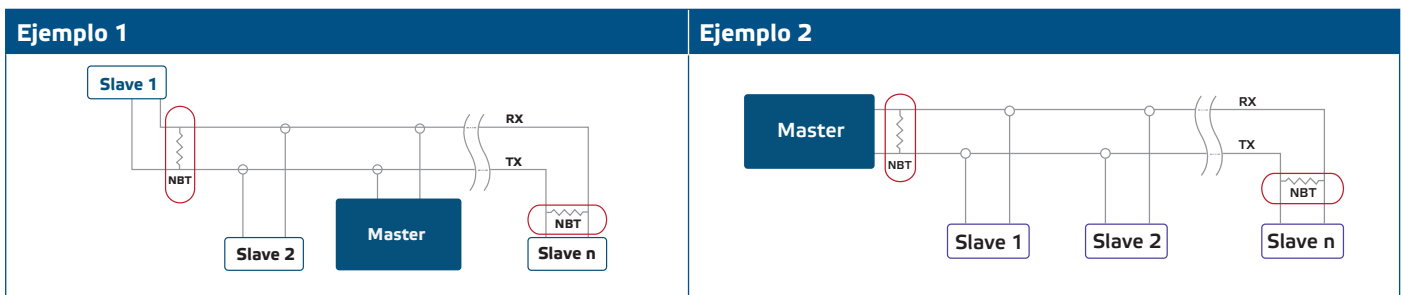 Ejemplo 1
Slave 1
RX
TX
NBT
NBT
Slave 2
Master
Slave n
Ejemplo 2
Master
RX
TX
NBT
NBT
Slave 1
Slave 2
Slave n